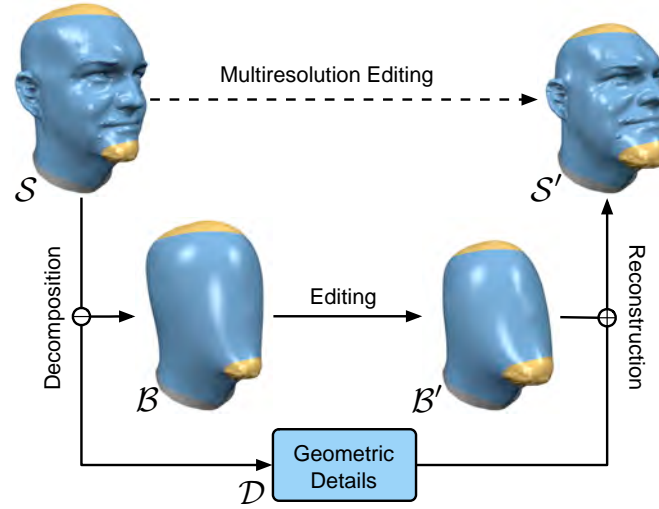 Multiresolution Editing
S
S′
Decomposition
Editing
Reconstruction
B
B′
Geometric
Details
D